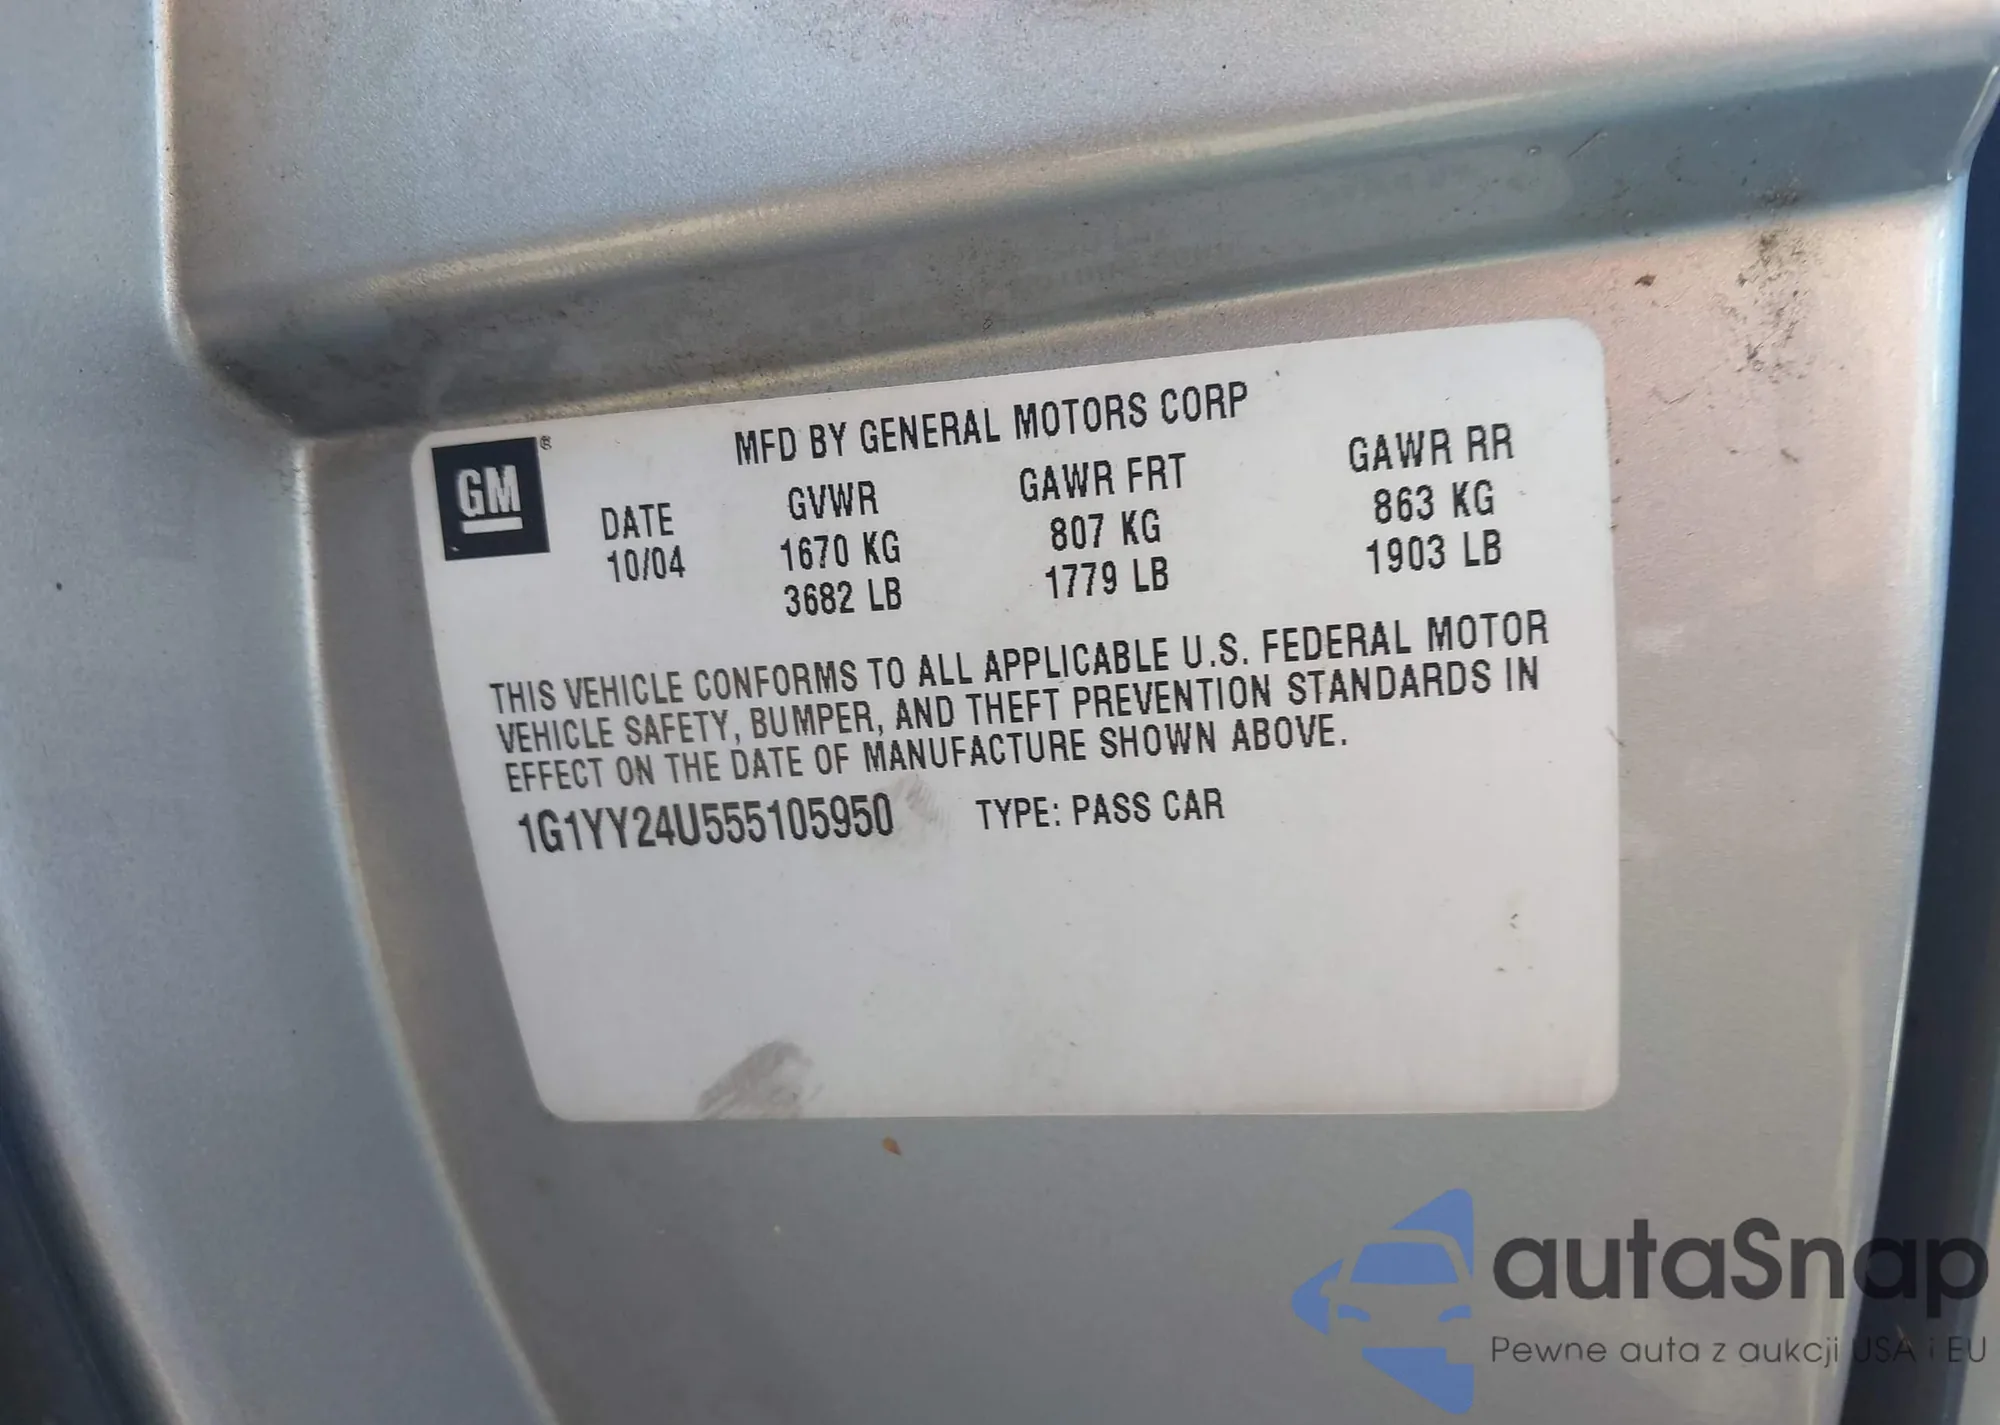 MFD BY GENERAL MOTORS CORP
GM ®
DATE GVWR GAWR FRT GAWR RR
10/04 1670 KG 807 KG 863 KG
3682 LB 1779 LB 1903 LB
THIS VEHICLE CONFORMS TO ALL APPLICABLE U.S. FEDERAL MOTOR
VEHICLE SAFETY, BUMPER, AND THEFT PREVENTION STANDARDS IN
EFFECT ON THE DATE OF MANUFACTURE SHOWN ABOVE.
1G1YY24U555105950 TYPE: PASS CAR
autaSnap
Pewne auta z aukcji USA i EU